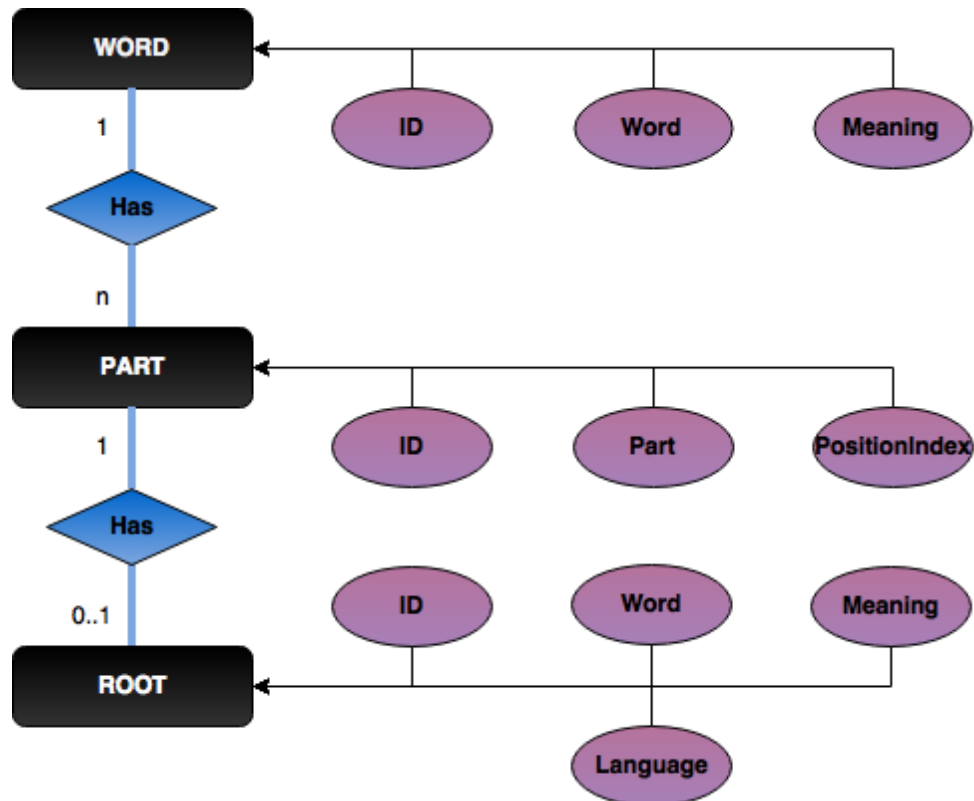 WORD
ID
Word
Meaning
1
Has
n
PART
ID
Part
PositionIndex
1
Has
0..1
ID
Word
Meaning
ROOT
Language